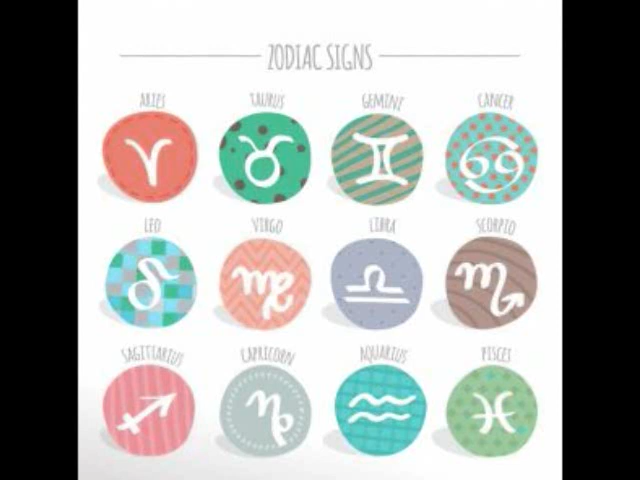 ZODIAC SIGNS
ARIES TAURUS GEMINI CANCER
LEO VIRGO LIBRA SCORPIO
SAGITTARIUS CAPRICORN AQUARIUS PISCES